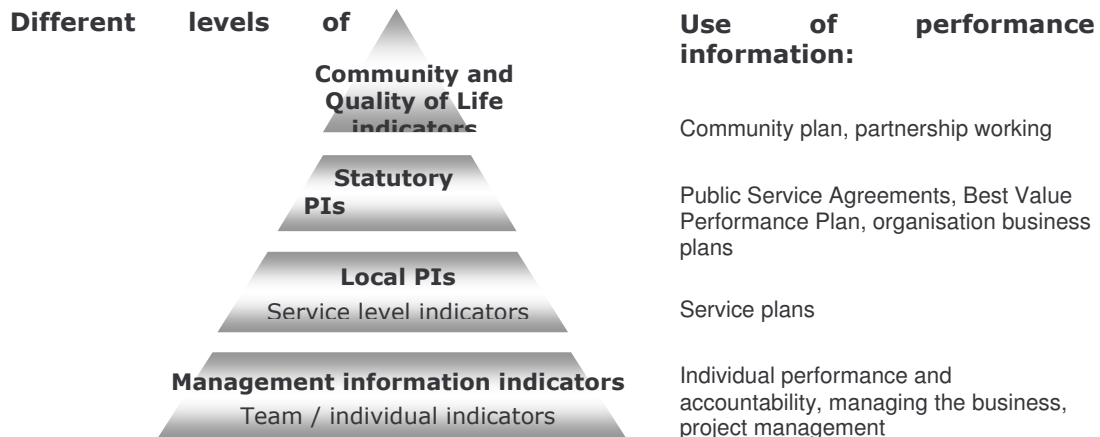 Different levels of
Community and
Quality of Life
indicators
Statutory
PIs
Local PIs
Service level indicators
Management information indicators
Team / individual indicators
Use of performance
information:
Community plan, partnership working
Public Service Agreements, Best Value
Performance Plan, organisation business
plans
Service plans
Individual performance and
accountability, managing the business,
project management